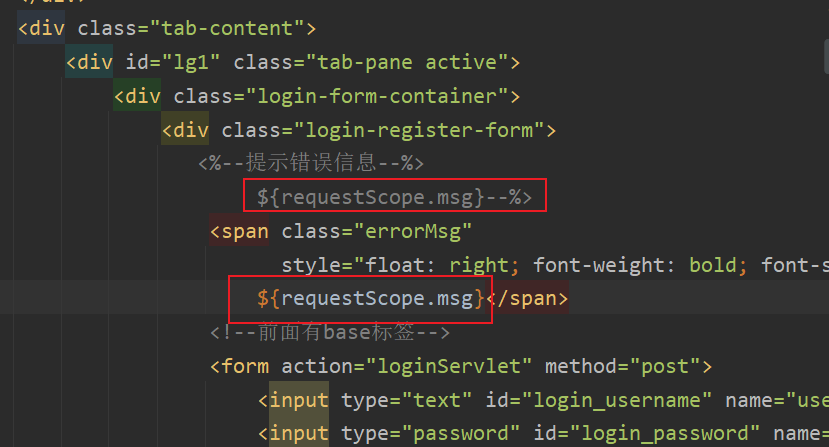 <div class="tab-content">
<div id="lg1" class="tab-pane active">
<div class="login-form-container">
<div class="login-register-form">
<%--提示错误信息--%>
${requestScope.msg}--%>
<span class="errorMsg"
style="float: right; font-weight: bold; font-s
${requestScope.msg}</span>
<!--前面有base标签-->
<form action="loginServlet" method="post">
<input type="text" id="login_username" name="use
<input type="password" id="login_password" name=